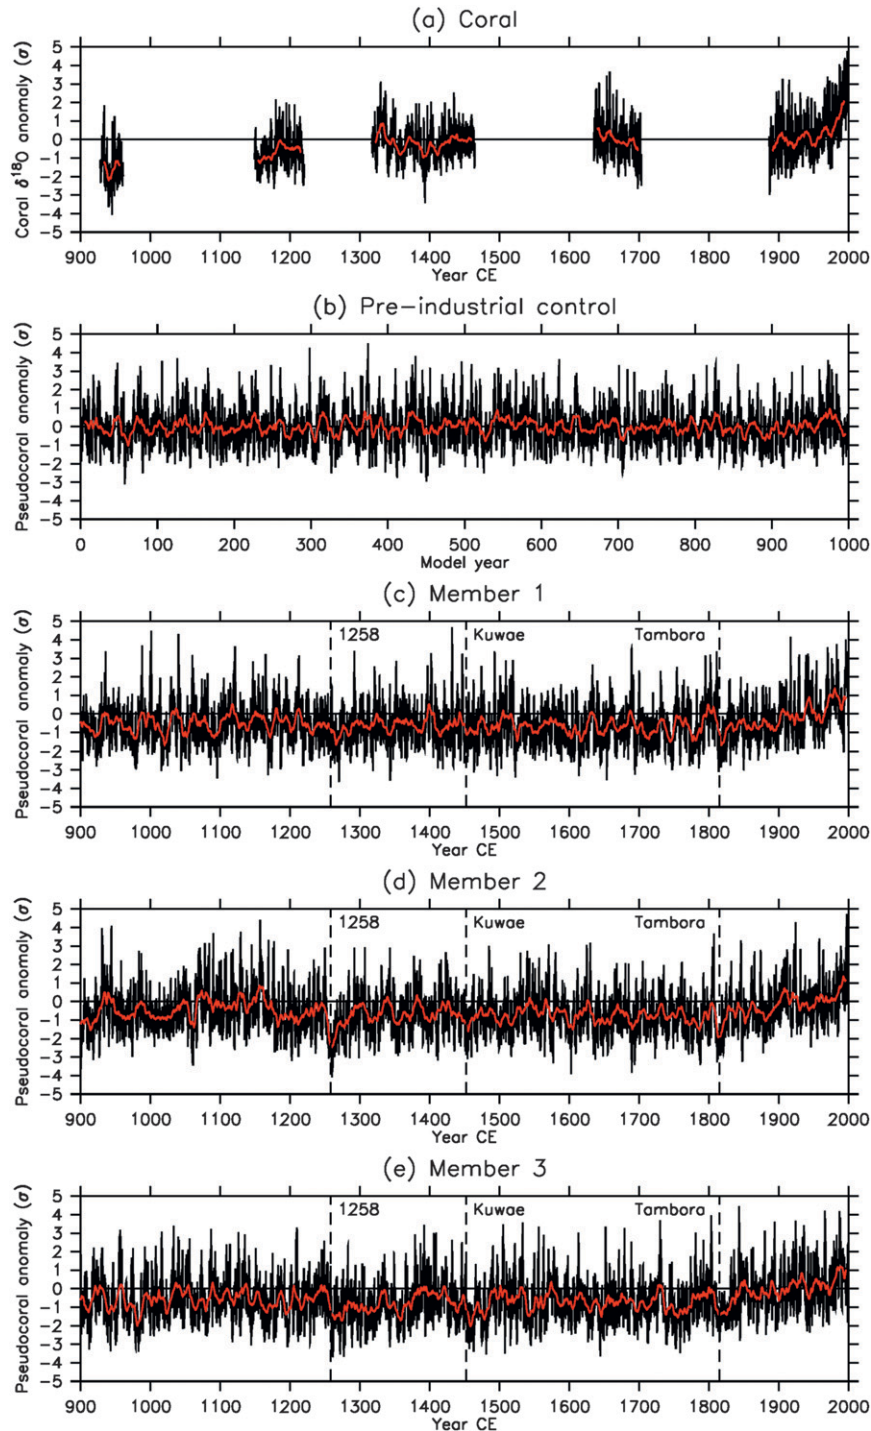 (a) Coral
Coral δ¹⁸O anomaly (σ)
5
4
3
2
1
0
−1
−2
−3
−4
−5
900 1000 1100 1200 1300 1400 1500 1600 1700 1800 1900 2000
Year CE
(b) Pre−industrial control
Pseudocoral anomaly (σ)
5
4
3
2
1
0
−1
−2
−3
−4
−5
0 100 200 300 400 500 600 700 800 900 1000
Model year
(c) Member 1
Pseudocoral anomaly (σ)
5
4
3
2
1
0
−1
−2
−3
−4
−5
1258 Kuwae Tambora
900 1000 1100 1200 1300 1400 1500 1600 1700 1800 1900 2000
Year CE
(d) Member 2
Pseudocoral anomaly (σ)
5
4
3
2
1
0
−1
−2
−3
−4
−5
1258 Kuwae Tambora
900 1000 1100 1200 1300 1400 1500 1600 1700 1800 1900 2000
Year CE
(e) Member 3
Pseudocoral anomaly (σ)
5
4
3
2
1
0
−1
−2
−3
−4
−5
1258 Kuwae Tambora
900 1000 1100 1200 1300 1400 1500 1600 1700 1800 1900 2000
Year CE